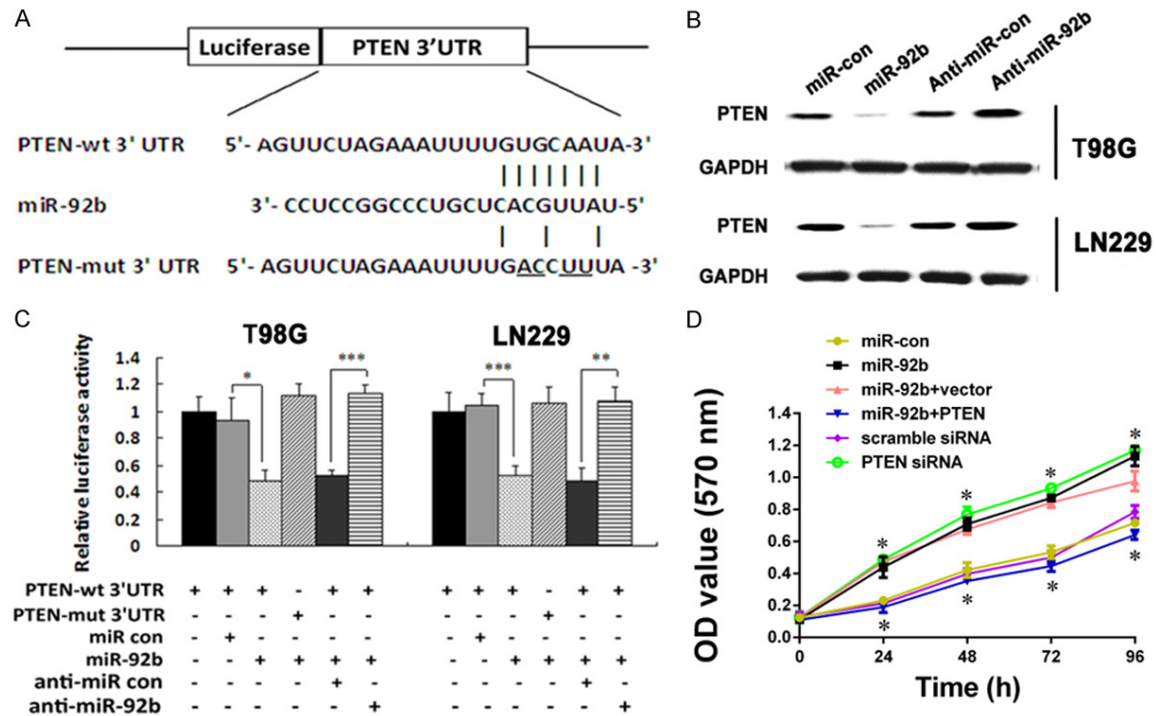 A
Luciferase PTEN 3'UTR
PTEN-wt 3' UTR 5'- AGUUCUAGAAAUUUUGUGCAAUA-3'
miR-92b 3'- CCUCCGGCCCUGCUCACGUUAU-5'
PTEN-mut 3' UTR 5'- AGUUCUAGAAAUUUUGACCUUUA -3'
B
miR-con miR-92b Anti-miR-con Anti-miR-92b
PTEN
GAPDH
T98G
PTEN
GAPDH
LN229
C
T98G LN229
Relative luciferase activity
1.4
1.2
1
0.8
0.6
0.4
0.2
0
* *** *** **
PTEN-wt 3'UTR + + + - + + + + + - + +
PTEN-mut 3'UTR - - - + - - - - - + - -
miR con - + - - - - - + - - - -
miR-92b - - + + + + - - + + + +
anti-miR con - - - - + - - - - - + -
anti-miR-92b - - - - - + - - - - - +
D
miR-con
miR-92b
miR-92b+vector
miR-92b+PTEN
scramble siRNA
PTEN siRNA
OD value (570 nm)
1.4
1.2
1.0
0.8
0.6
0.4
0.2
0.0
* * * *
* * * *
0 24 48 72 96
Time (h)